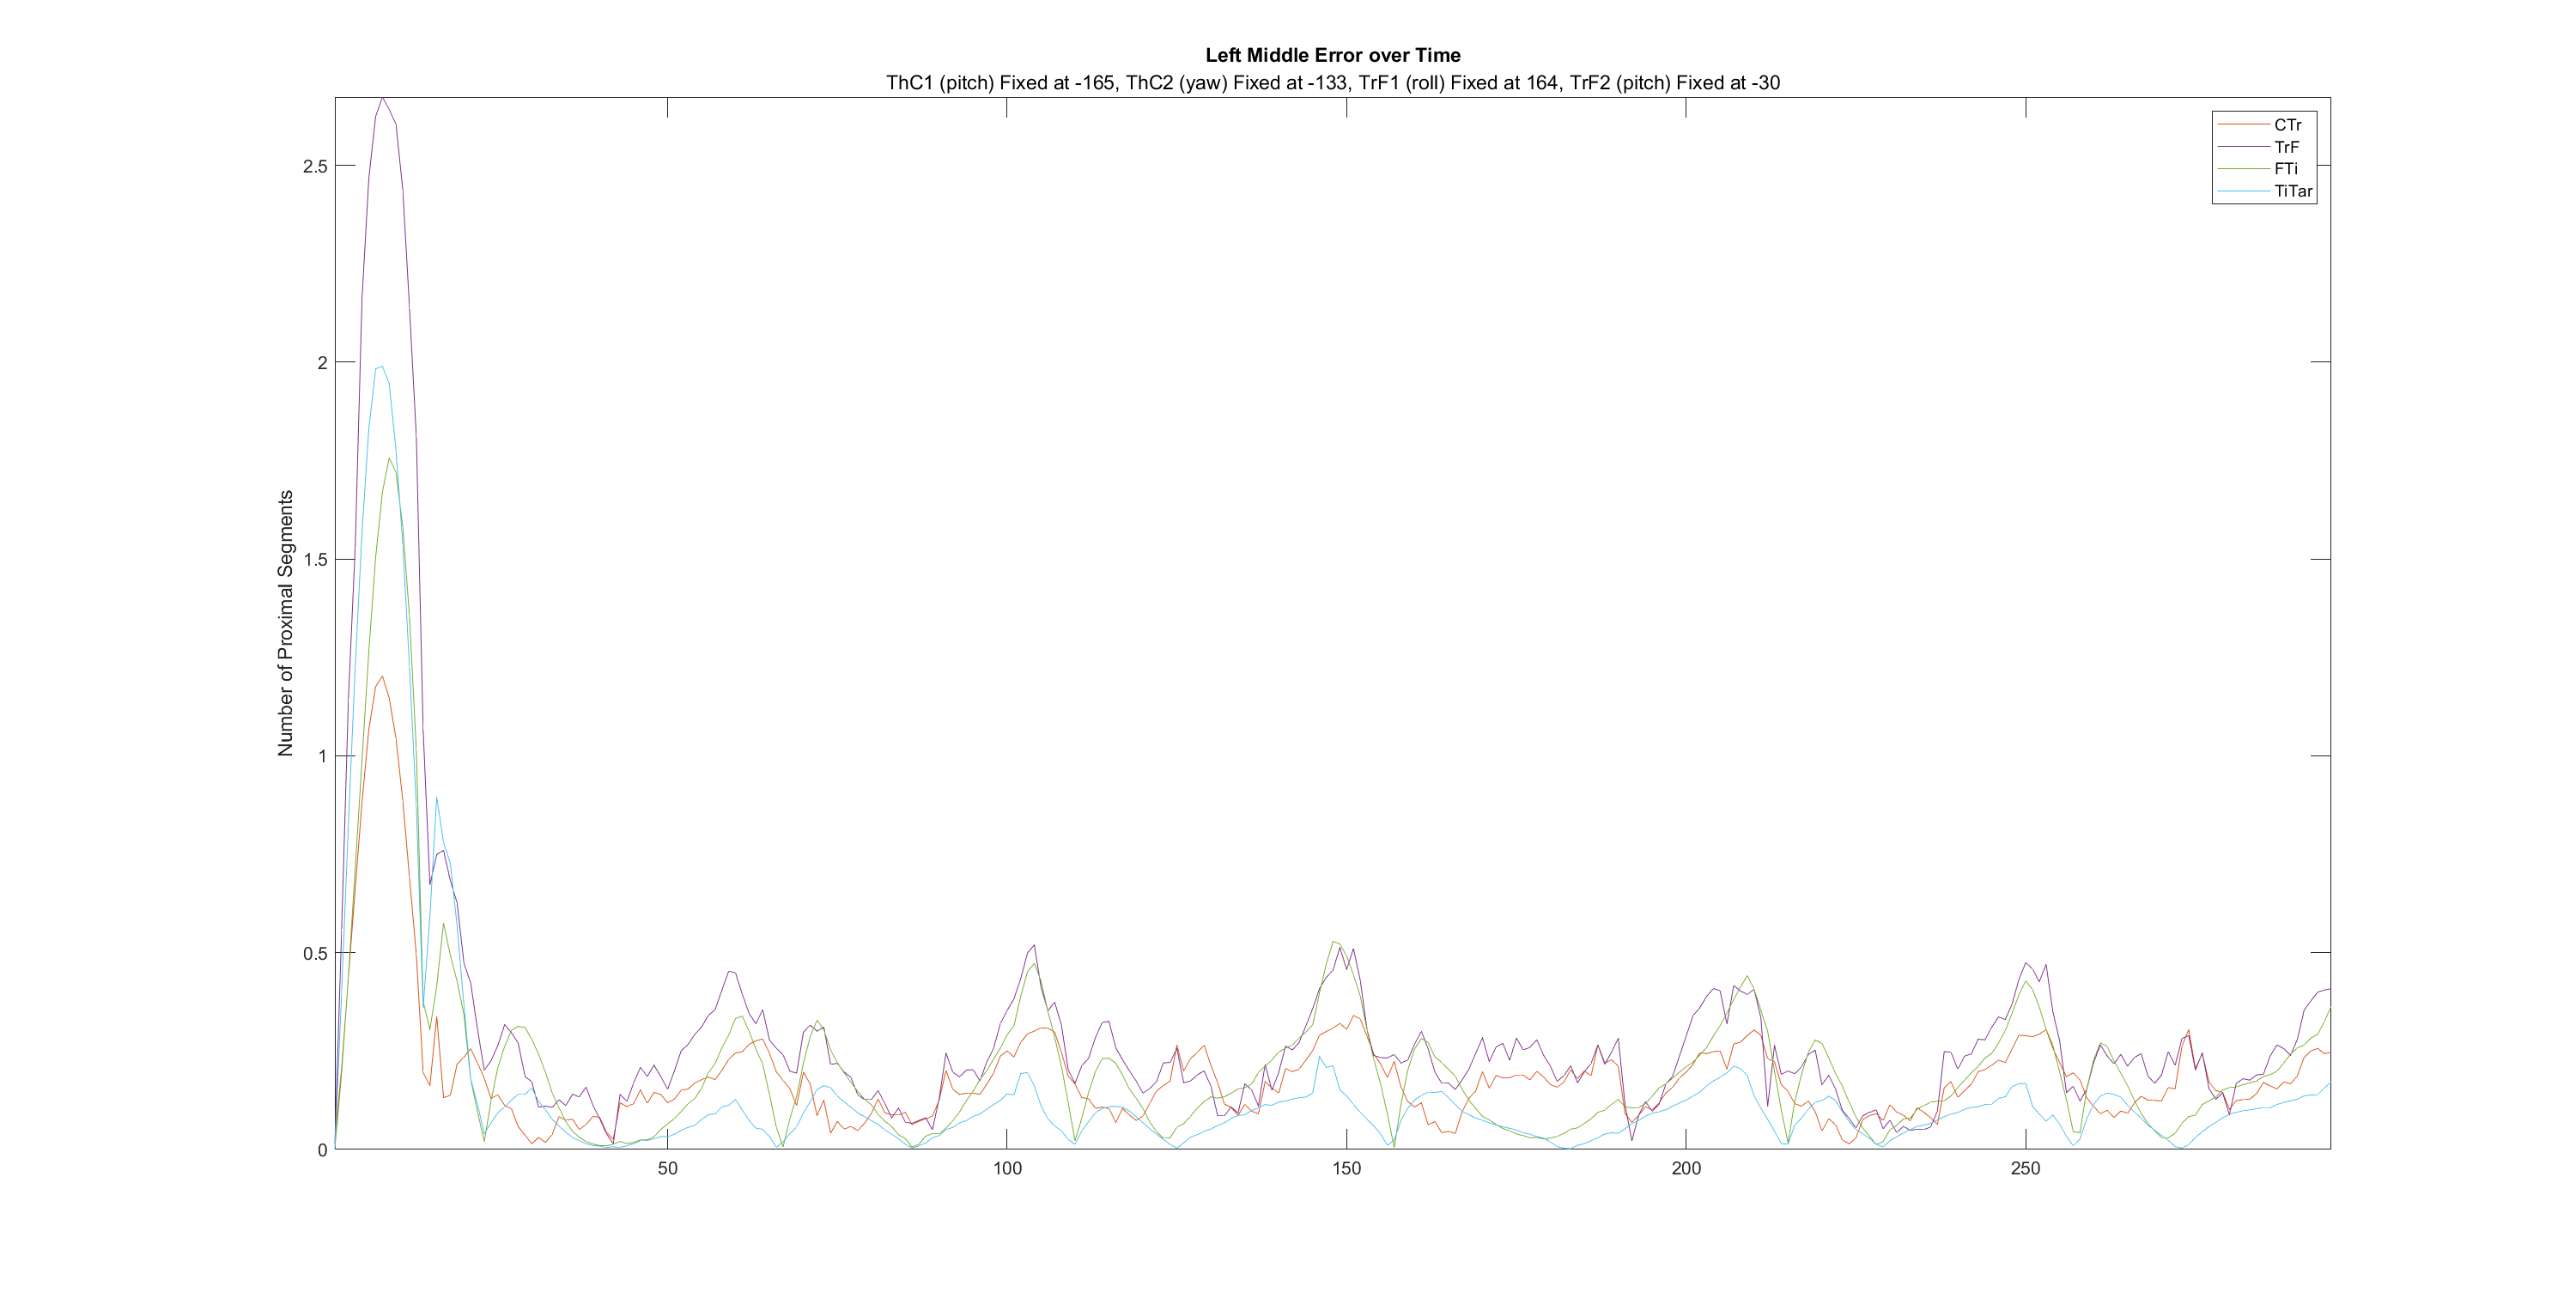 Left Middle Error over Time
ThC1 (pitch) Fixed at -165, ThC2 (yaw) Fixed at -133, TrF1 (roll) Fixed at 164, TrF2 (pitch) Fixed at -30
CTr
TrF
FTi
TiTar
Number of Proximal Segments
2.5
2
1.5
1
0.5
0
50
100
150
200
250